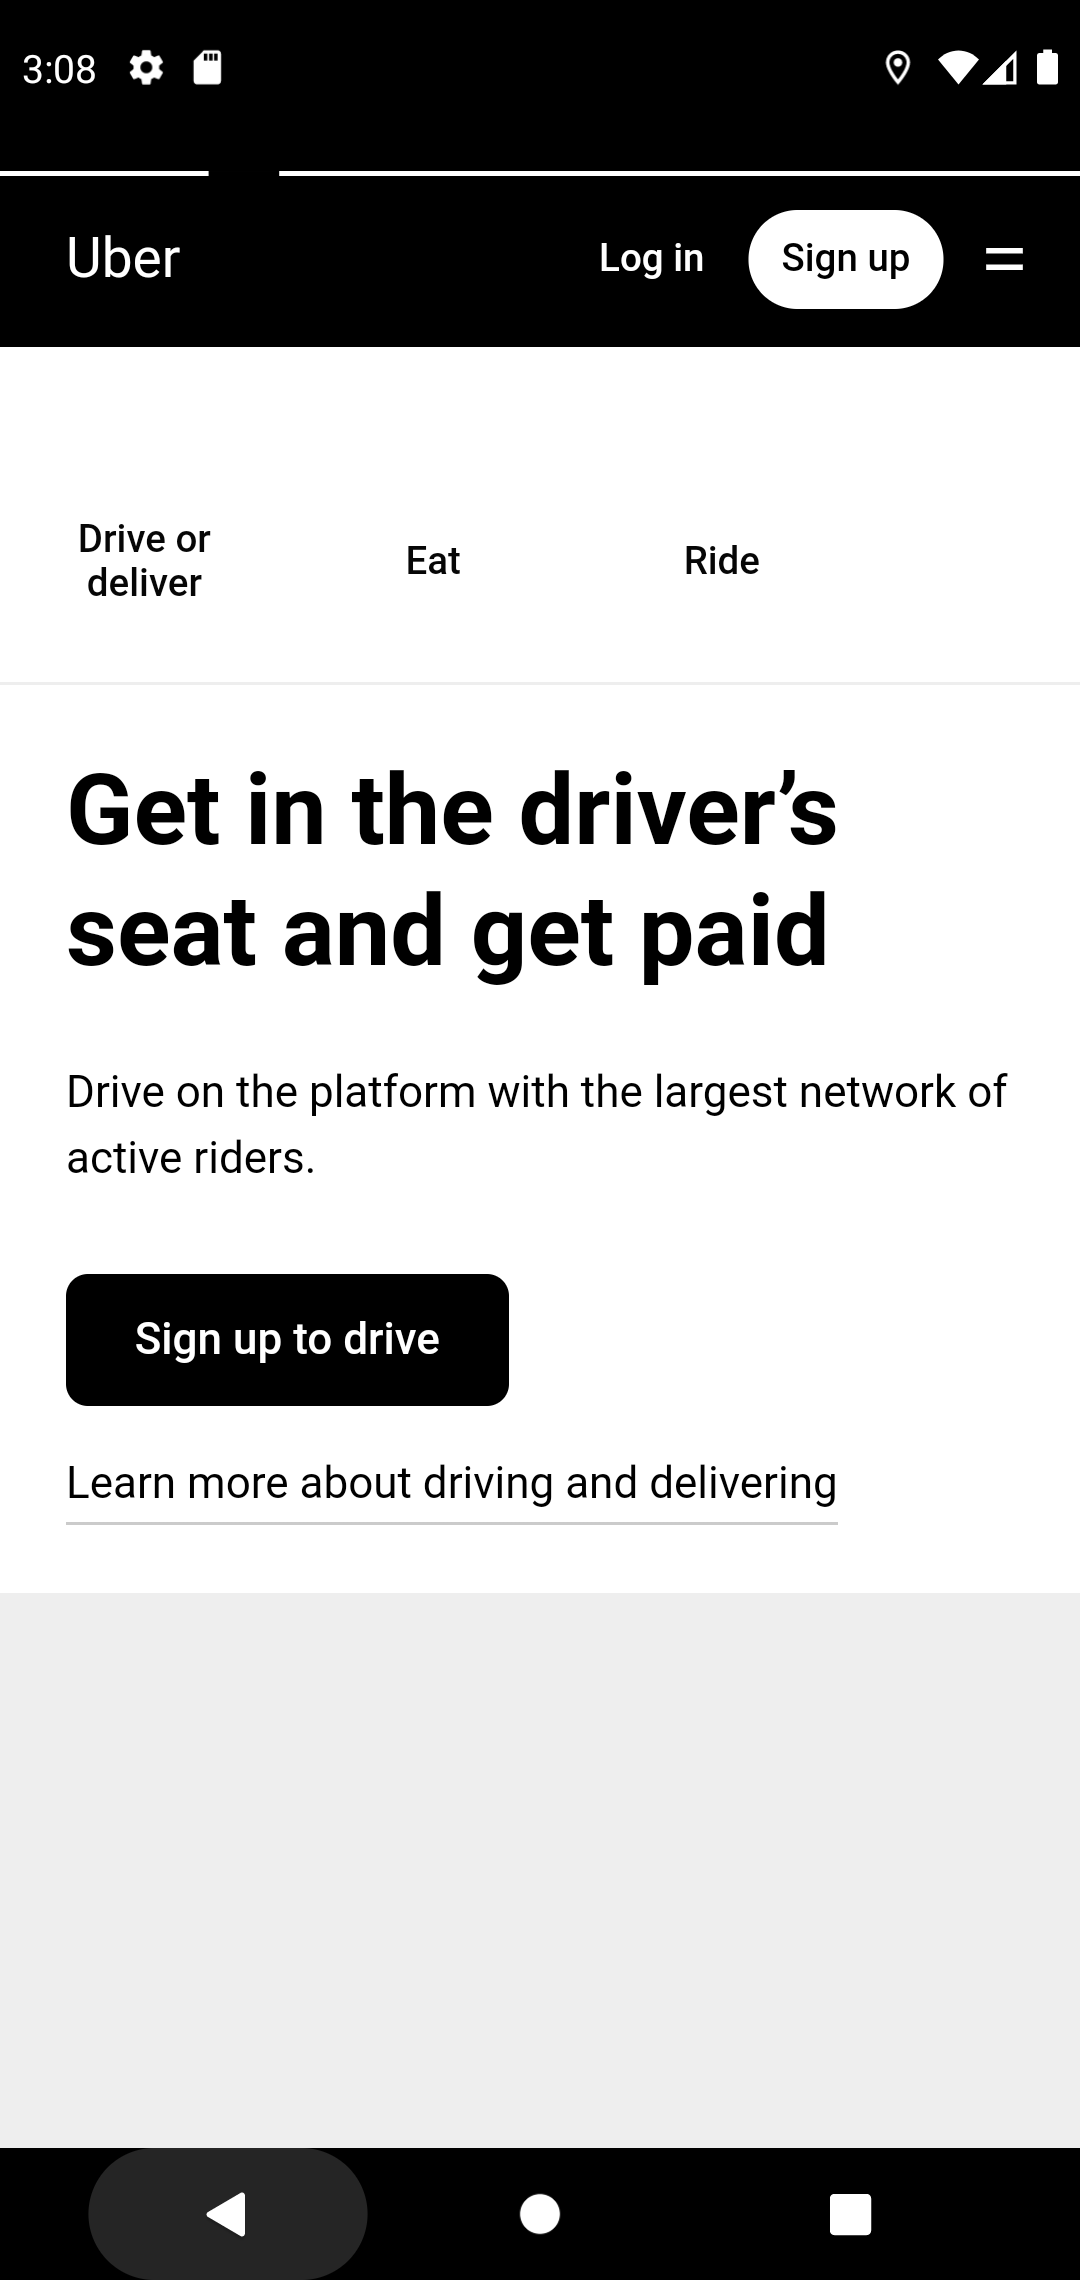 3:08
Uber
Log in
Sign up
Drive or
deliver
Eat
Ride
Get in the driver’s
seat and get paid
Drive on the platform with the largest network of
active riders.
Sign up to drive
Learn more about driving and delivering